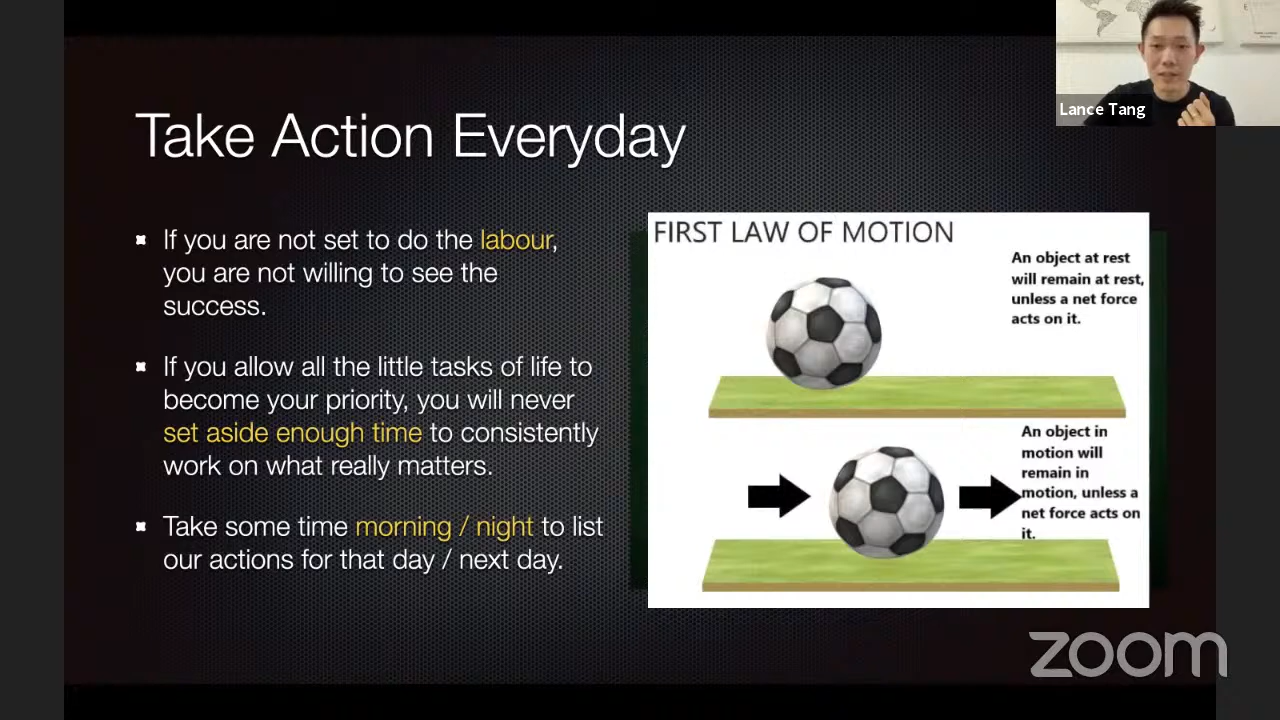 Lance Tang
Take Action Everyday
If you are not set to do the labour,
you are not willing to see the
success.
If you allow all the little tasks of life to
become your priority, you will never
set aside enough time to consistently
work on what really matters.
Take some time morning / night to list
our actions for that day / next day.
FIRST LAW OF MOTION
An object at rest
will remain at rest,
unless a net force
acts on it.
An object in
motion will
remain in
motion, unless a
net force acts on
it.
zoom